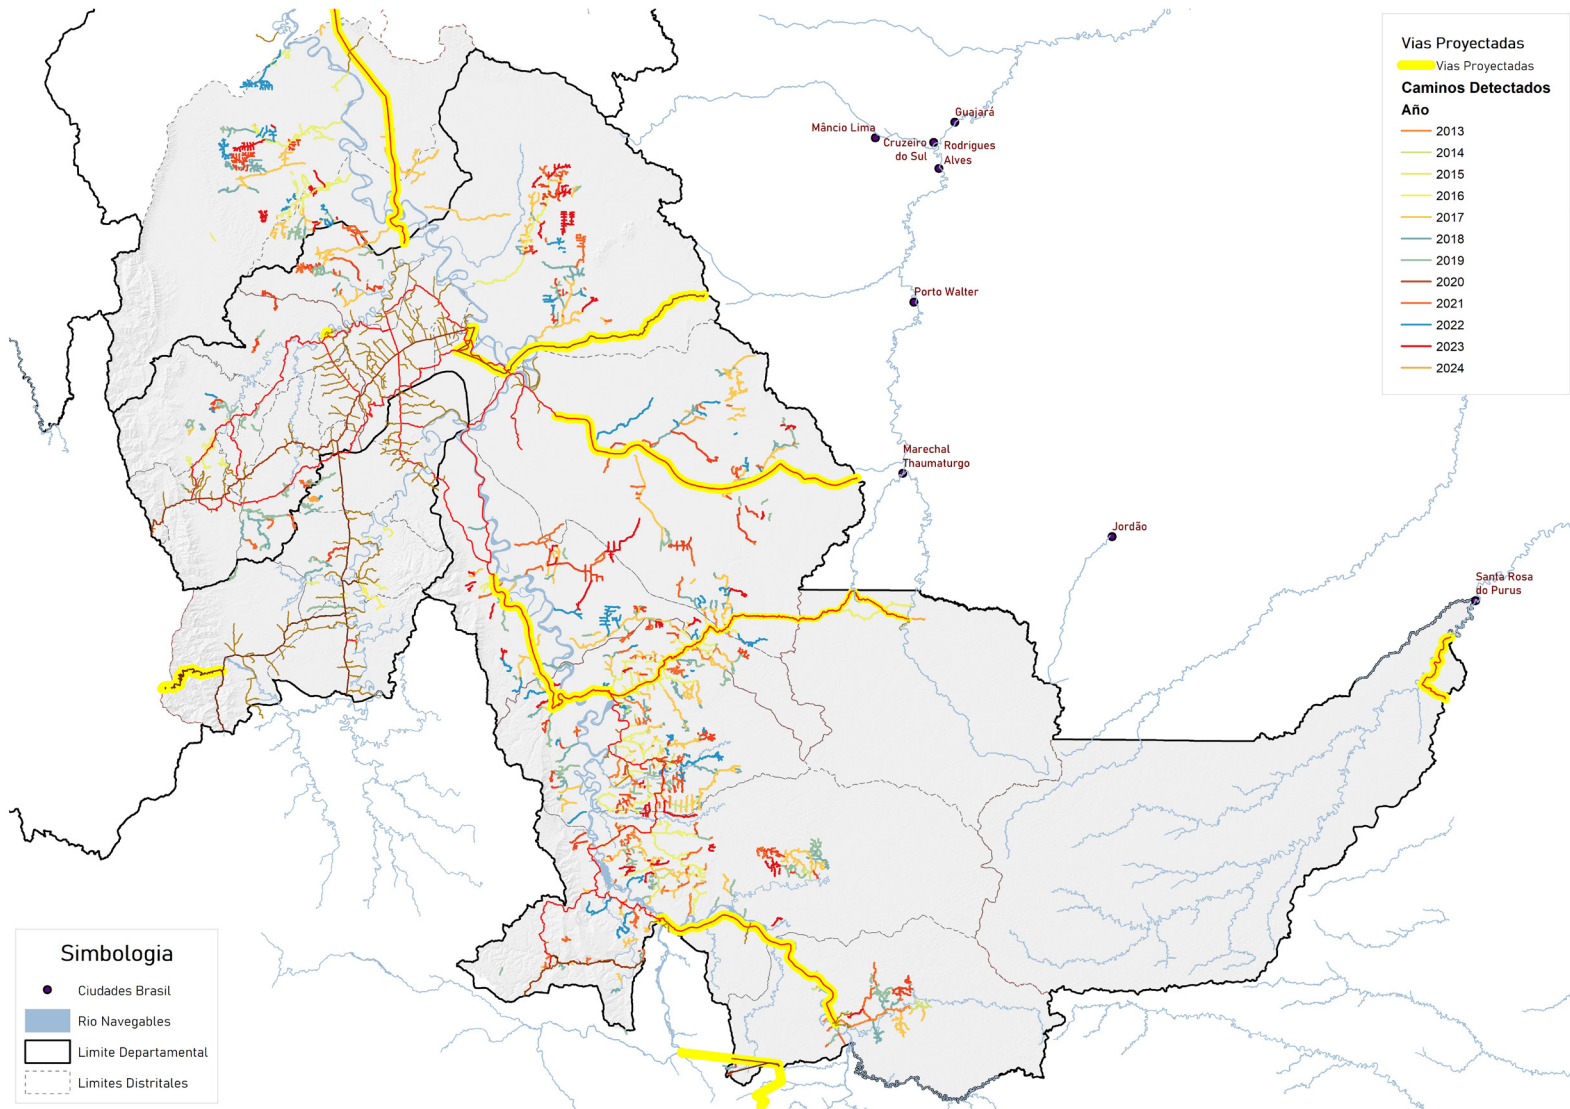 Vias Proyectadas
Vias Proyectadas
Caminos Detectados
Año
2013
2014
2015
2016
2017
2018
2019
2020
2021
2022
2023
2024
Guajará
Mâncio Lima
Cruzeiro
do Sul
Rodrigues
Alves
Porto Walter
Marechal
Thaumaturgo
Jordão
Santa Rosa
do Purus
Simbologia
Ciudades Brasil
Rio Navegables
Limite Departamental
Limites Distritales